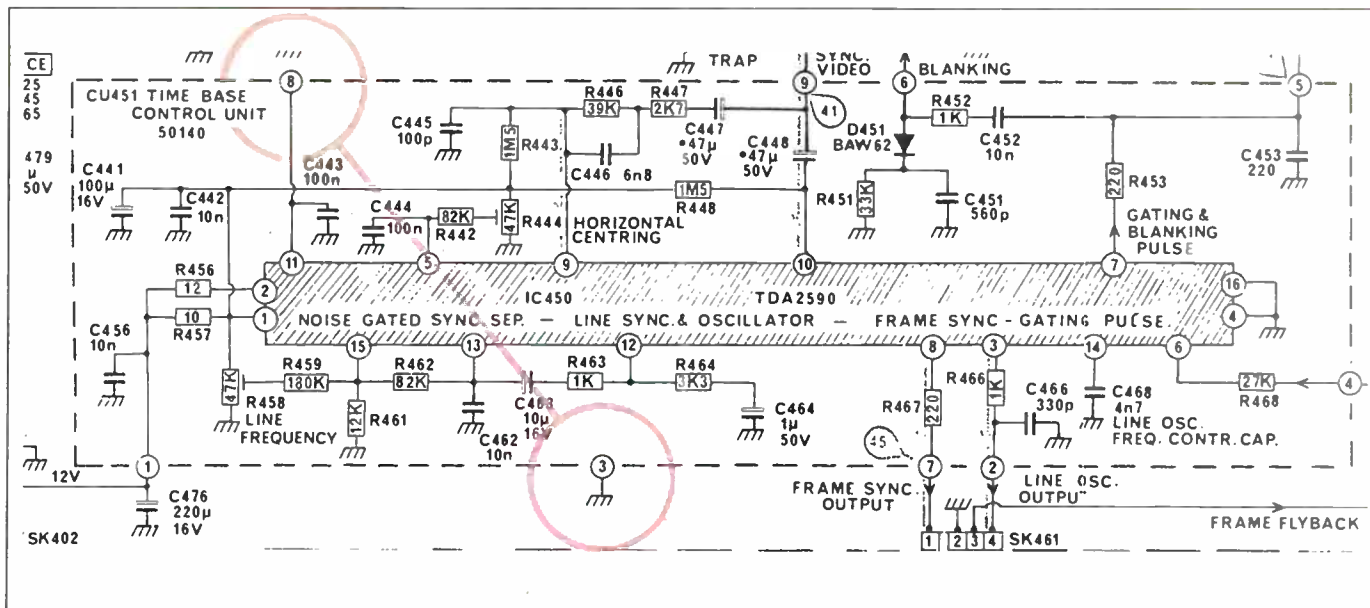 CE
25
45
65
479
µ
50V
CU451 TIME BASE
CONTROL UNIT
50140
8
TRAP
SYNC.
VIDEO
9
41
6
BLANKING
5
C445
100p
R446
39K
R447
2K7
C447
•47µ
50V
C448
•47µ
50V
R443
1M5
C446 6n8
R452
1K
C452
10n
D451
BAW62
R451
33K
C451
560p
220
R453
C453
220
C441
100µ
16V
C442
10n
C443
100n
C444
100n
82K
R442
47K
R444
1M5
R448
HORIZONTAL
CENTRING
GATING &
BLANKING
PULSE
11
5
9
10
7
R456
12
2
10
R457
1
IC450
TDA2590
16
4
NOISE GATED SYNC SEP. — LINE SYNC.& OSCILLATOR — FRAME SYNC - GATING PULSE
C456
10n
15
13
12
8
3
14
6
47K
R458
LINE
FREQUENCY
R459
180K
R462
82K
12K
R461
C462
10n
C463
10µ
16V
R463
1K
R464
3K3
C464
1µ
50V
R467
220
R466
1K
C466
330p
C468
4n7
LINE OSC.
FREQ. CONTR. CAP.
27K
R468
4
45
12V
1
C476
220µ
16V
3
7
2
FRAME SYNC.
OUTPUT
LINE OSC.
OUTPU
FRAME FLYBACK
SK402
1 2 3 4 SK461